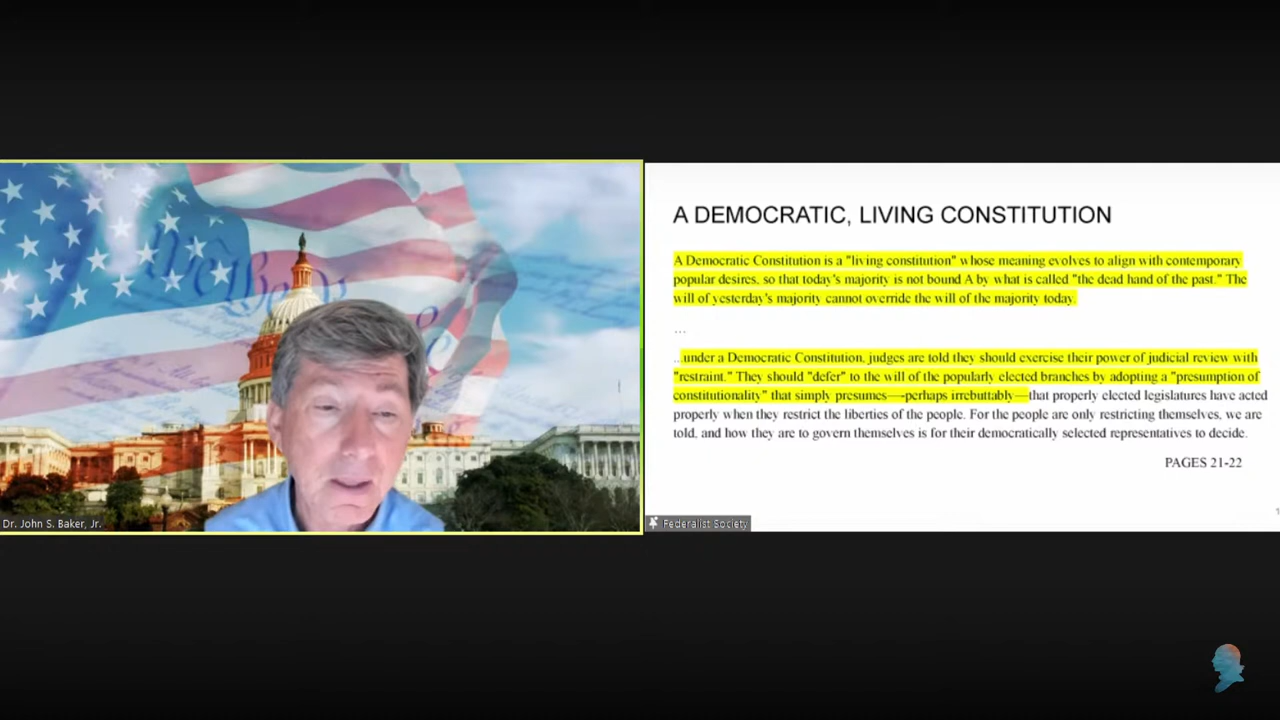 We the
A DEMOCRATIC, LIVING CONSTITUTION
A Democratic Constitution is a "living constitution" whose meaning evolves to align with contemporary
popular desires, so that today's majority is not bound A by what is called "the dead hand of the past." The
will of yesterday's majority cannot override the will of the majority today.
...
...under a Democratic Constitution, judges are told they should exercise their power of judicial review with
"restraint." They should "defer" to the will of the popularly elected branches by adopting a "presumption of
constitutionality" that simply presumes—-perhaps irrebuttably—that properly elected legislatures have acted
properly when they restrict the liberties of the people. For the people are only restricting themselves, we are
told, and how they are to govern themselves is for their democratically selected representatives to decide.
PAGES 21-22
1
Dr. John S. Baker, Jr.
Federalist Society